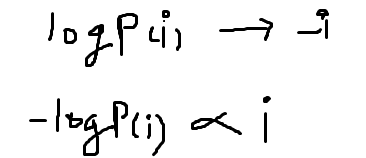 logP(i) → -i
-logP(i) ∝ i